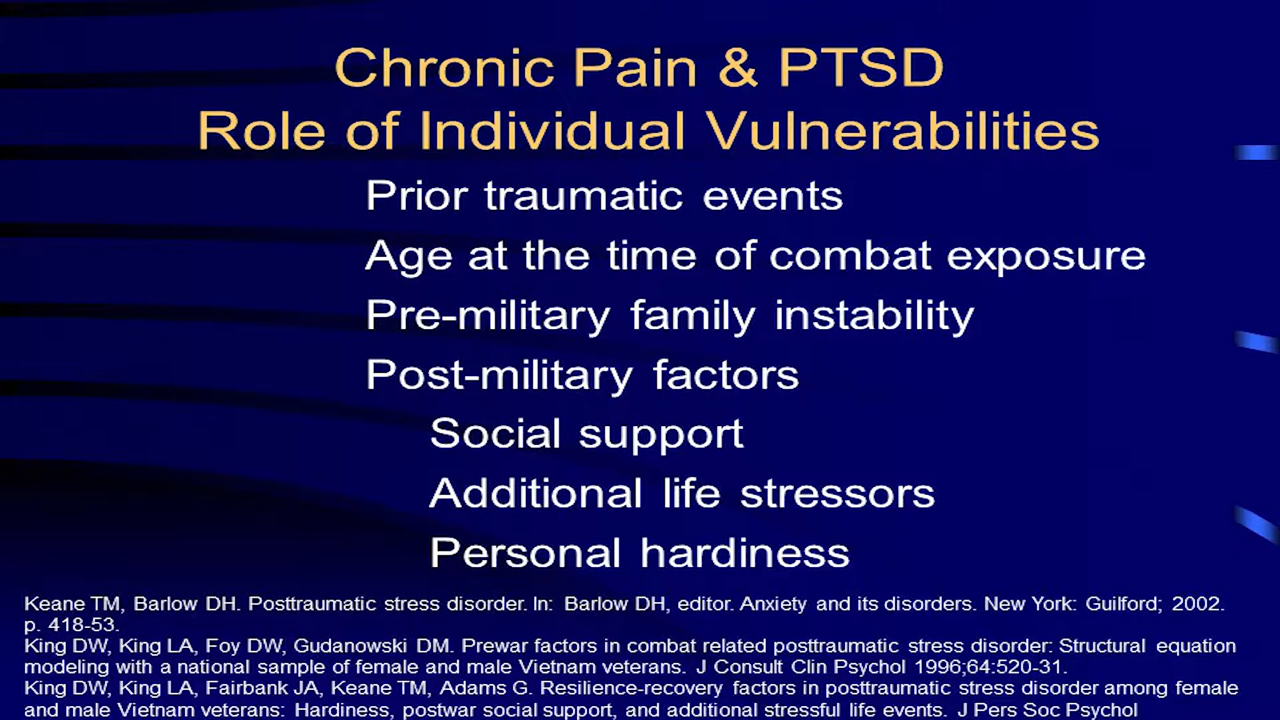 Chronic Pain & PTSD
Role of Individual Vulnerabilities
Prior traumatic events
Age at the time of combat exposure
Pre-military family instability
Post-military factors
Social support
Additional life stressors
Personal hardiness
Keane TM, Barlow DH. Posttraumatic stress disorder. In: Barlow DH, editor. Anxiety and its disorders. New York: Guilford; 2002.
p. 418-53.
King DW, King LA, Foy DW, Gudanowski DM. Prewar factors in combat related posttraumatic stress disorder: Structural equation
modeling with a national sample of female and male Vietnam veterans. J Consult Clin Psychol 1996;64:520-31.
King DW, King LA, Fairbank JA, Keane TM, Adams G. Resilience-recovery factors in posttraumatic stress disorder among female
and male Vietnam veterans: Hardiness, postwar social support, and additional stressful life events. J Pers Soc Psychol